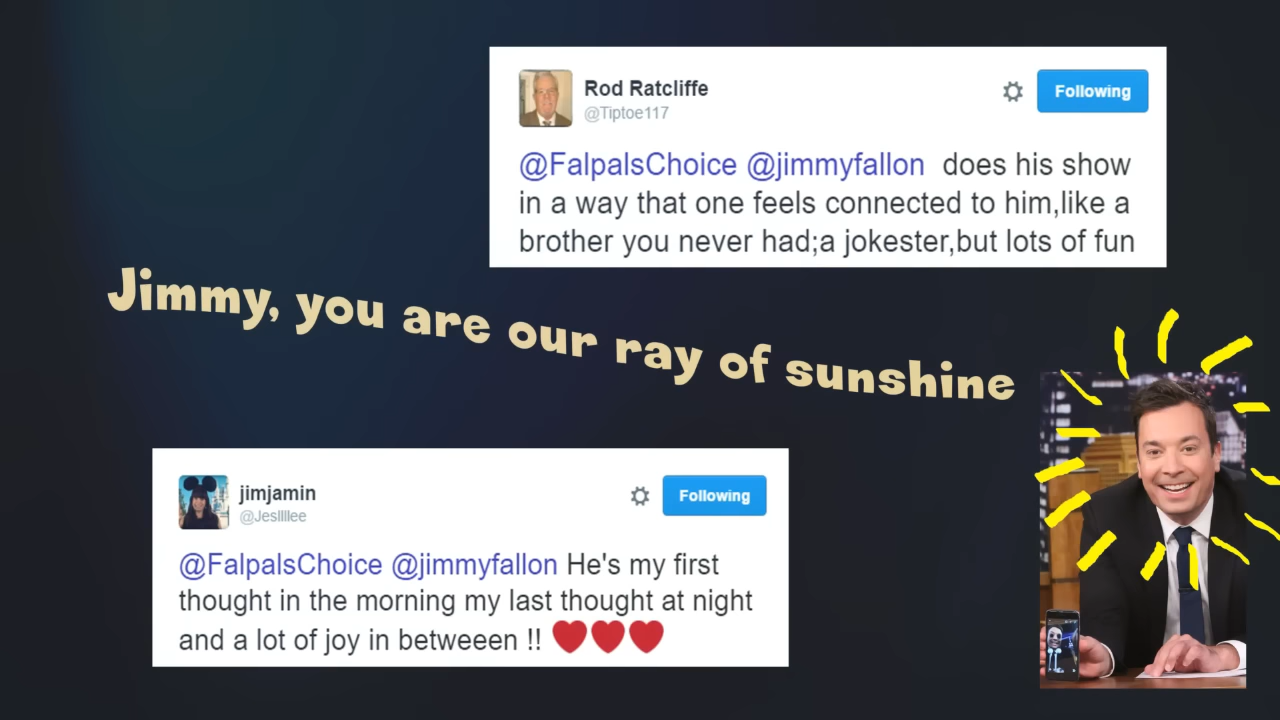 Rod Ratcliffe
@Tiptoe117
Following
@FalpalsChoice @jimmyfallon does his show
in a way that one feels connected to him,like a
brother you never had;a jokester,but lots of fun
Jimmy, you are our ray of sunshine
jimjamin
@Jesllllee
Following
@FalpalsChoice @jimmyfallon He's my first
thought in the morning my last thought at night
and a lot of joy in betweeen !! ❤❤❤